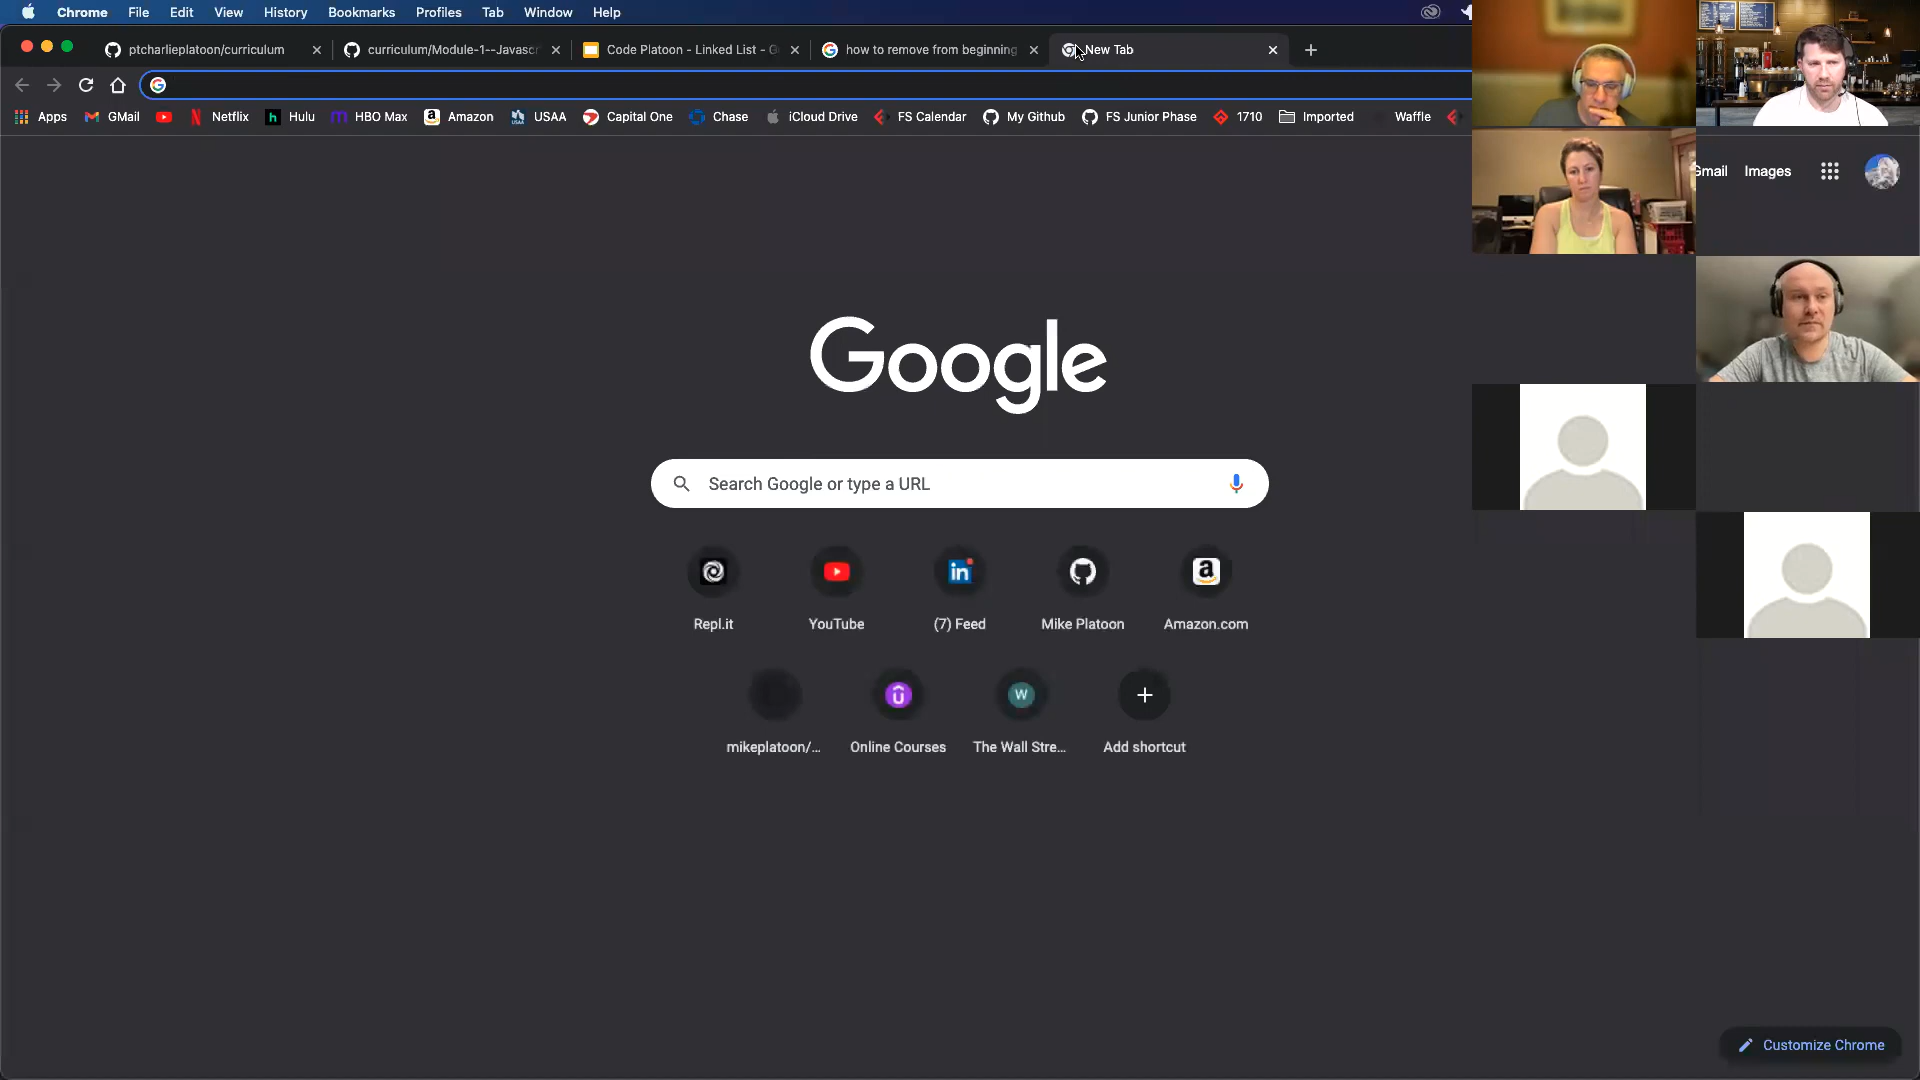 Chrome File Edit View History Bookmarks Profiles Tab Window Help
ptcharlieplatoon/curriculum
curriculum/Module-1--Javascr
Code Platoon - Linked List - G
how to remove from beginning
New Tab
Apps GMail Netflix Hulu HBO Max Amazon USAA Capital One Chase iCloud Drive FS Calendar My Github FS Junior Phase 1710 Imported Waffle
Gmail Images
Google
Search Google or type a URL
Repl.it YouTube (7) Feed Mike Platoon Amazon.com
mikeplatoon/... Online Courses The Wall Stre... Add shortcut
Customize Chrome